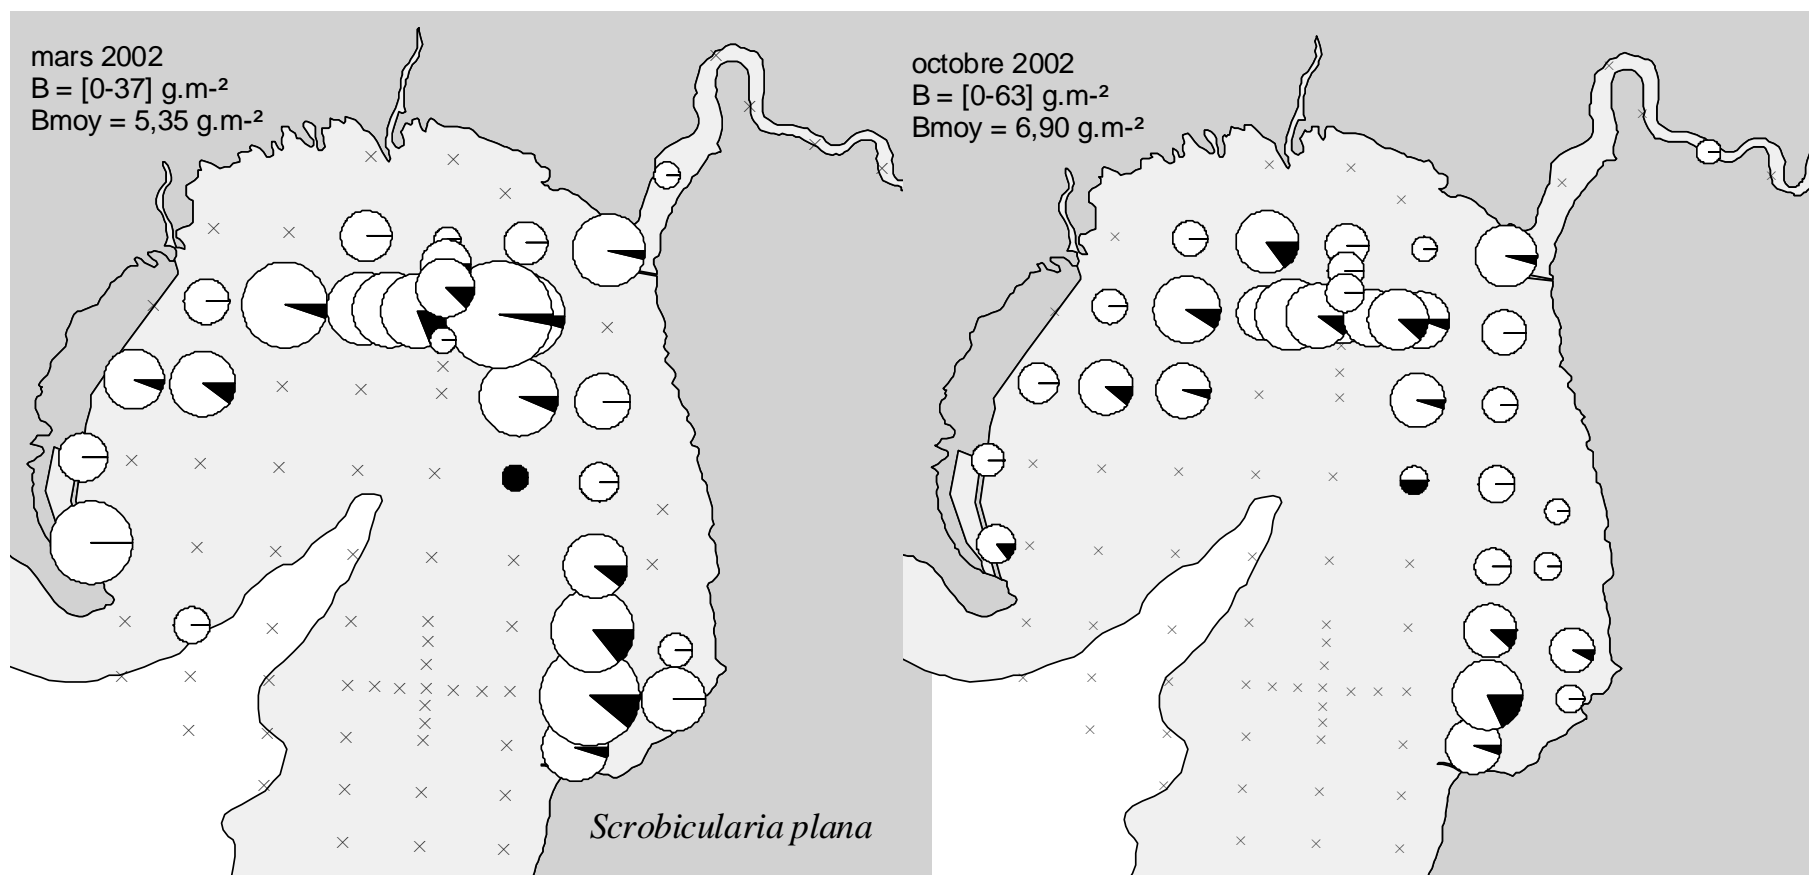 mars 2002
B = [0-37] g.m-²
Bmoy = 5,35 g.m-²
octobre 2002
B = [0-63] g.m-²
Bmoy = 6,90 g.m-²
Scrobicularia plana